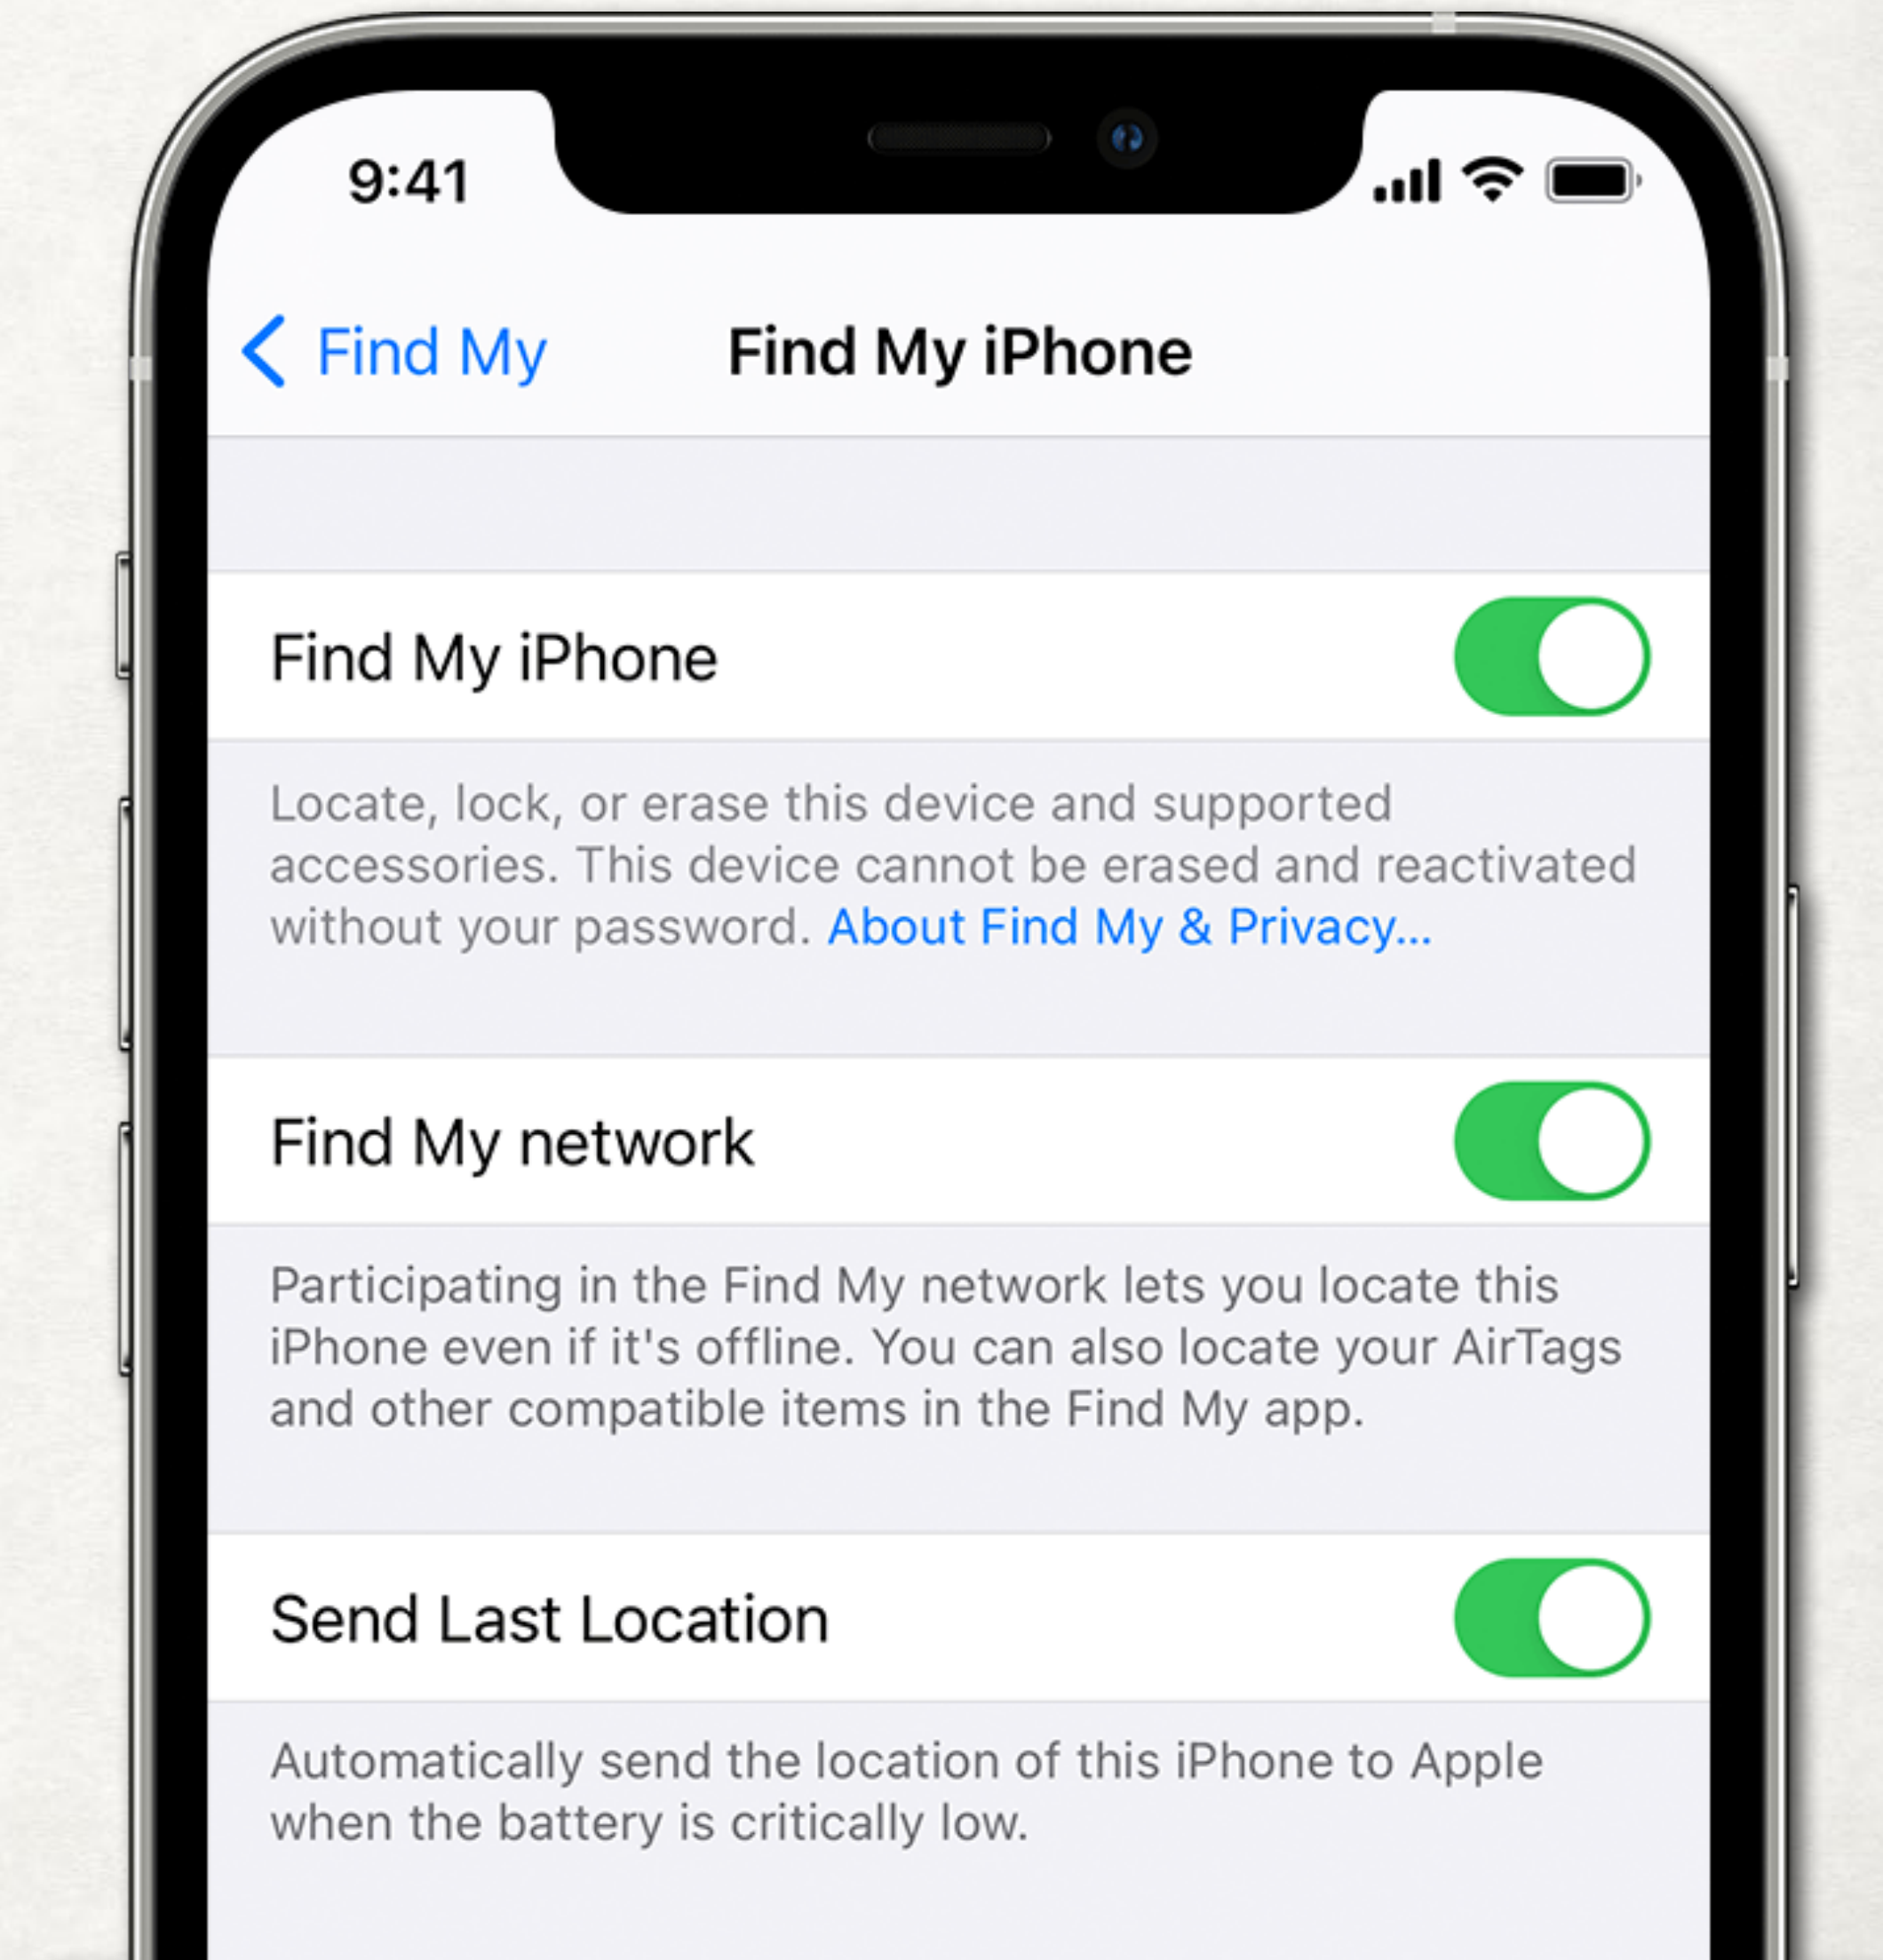 9:41
Find My
Find My iPhone
Find My iPhone
Locate, lock, or erase this device and supported
accessories. This device cannot be erased and reactivated
without your password. About Find My & Privacy...
Find My network
Participating in the Find My network lets you locate this
iPhone even if it's offline. You can also locate your AirTags
and other compatible items in the Find My app.
Send Last Location
Automatically send the location of this iPhone to Apple
when the battery is critically low.